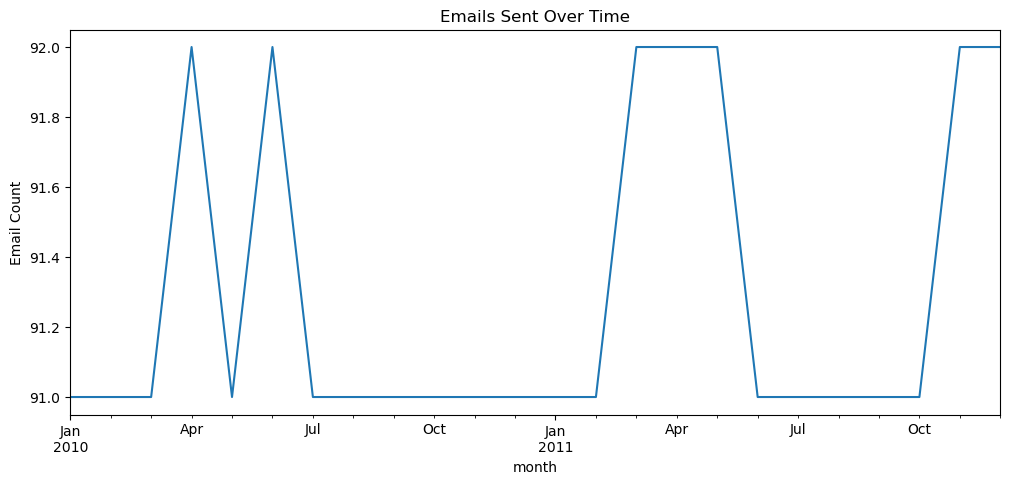 Emails Sent Over Time
Email Count
92.0
91.8
91.6
91.4
91.2
91.0
Jan Apr Jul Oct Jan Apr Jul Oct
2010 2011
month